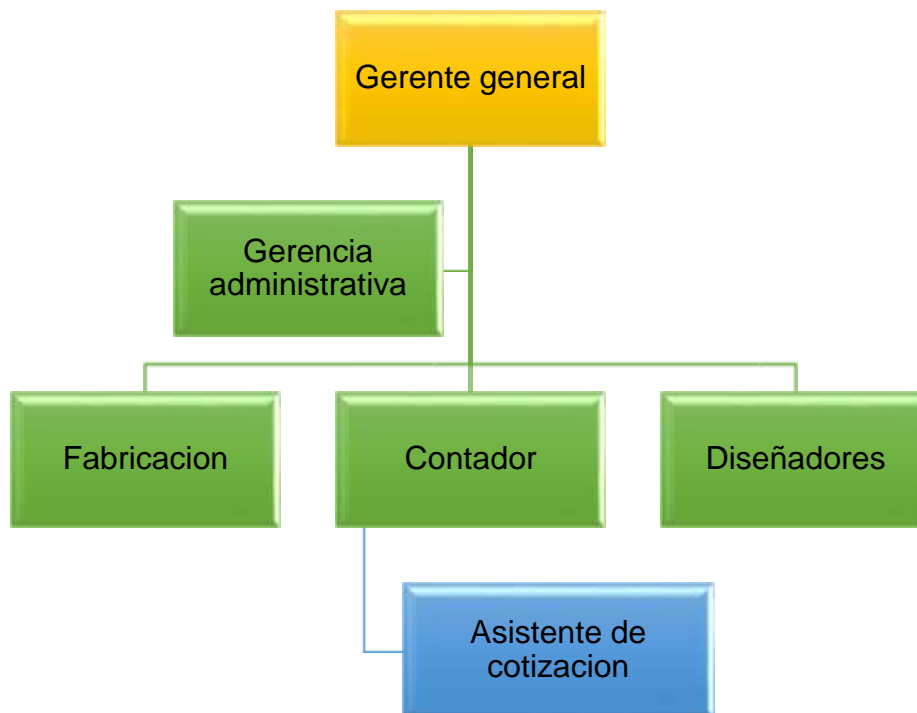 Gerente general
Gerencia
administrativa
Fabricacion
Contador
Diseñadores
Asistente de
cotizacion